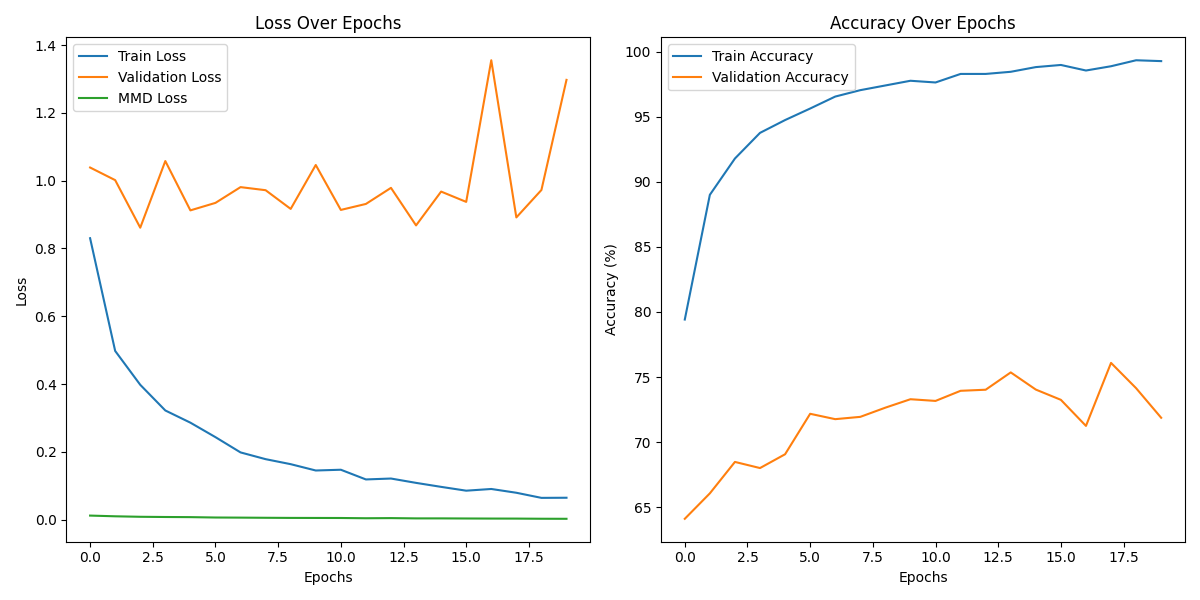 Loss Over Epochs
Train Loss
Validation Loss
MMD Loss
1.4
1.2
1.0
0.8
0.6
0.4
0.2
0.0
Loss
0.0 2.5 5.0 7.5 10.0 12.5 15.0 17.5
Epochs
Accuracy Over Epochs
Train Accuracy
Validation Accuracy
100
95
90
85
80
75
70
65
Accuracy (%)
0.0 2.5 5.0 7.5 10.0 12.5 15.0 17.5
Epochs